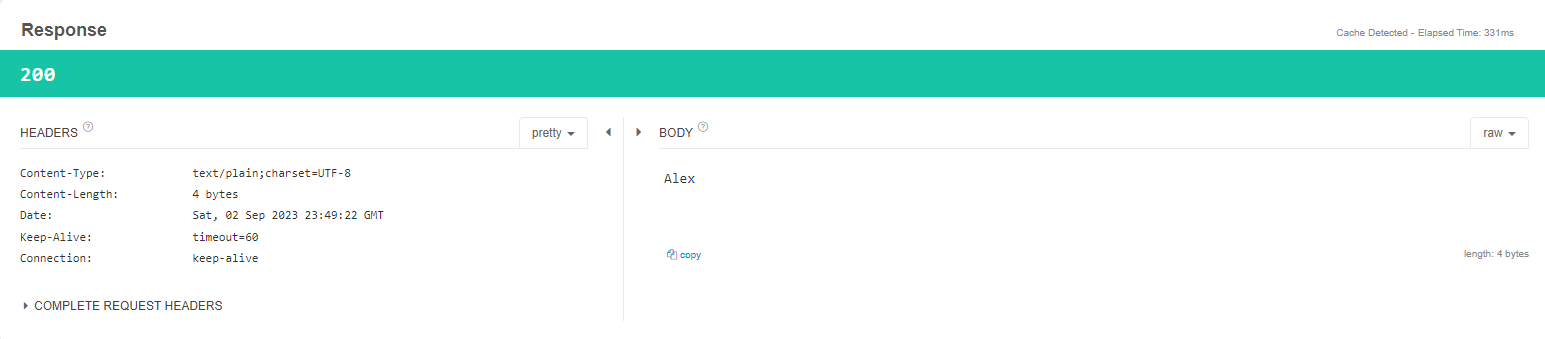 Response
Cache Detected - Elapsed Time: 331ms
200
HEADERS ?
pretty
Content-Type: text/plain;charset=UTF-8
Content-Length: 4 bytes
Date: Sat, 02 Sep 2023 23:49:22 GMT
Keep-Alive: timeout=60
Connection: keep-alive
COMPLETE REQUEST HEADERS
BODY ?
raw
Alex
copy
length: 4 bytes